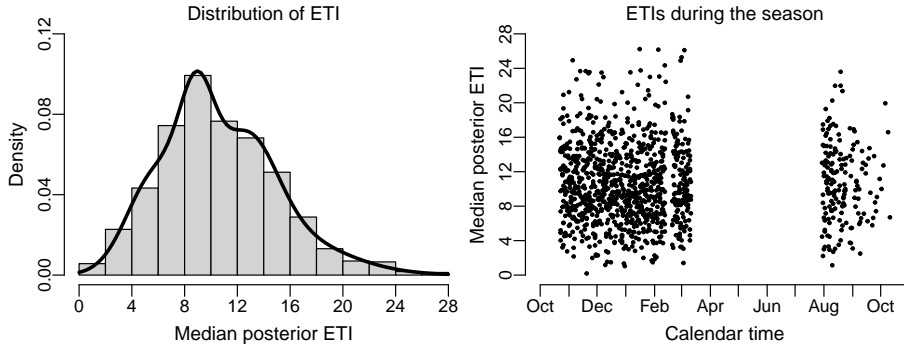 Distribution of ETI
Density
0.00 0.04 0.08 0.12
0 4 8 12 16 20 24 28
Median posterior ETI
ETIs during the season
Median posterior ETI
0 4 8 12 16 20 24 28
Oct Dec Feb Apr Jun Aug Oct
Calendar time